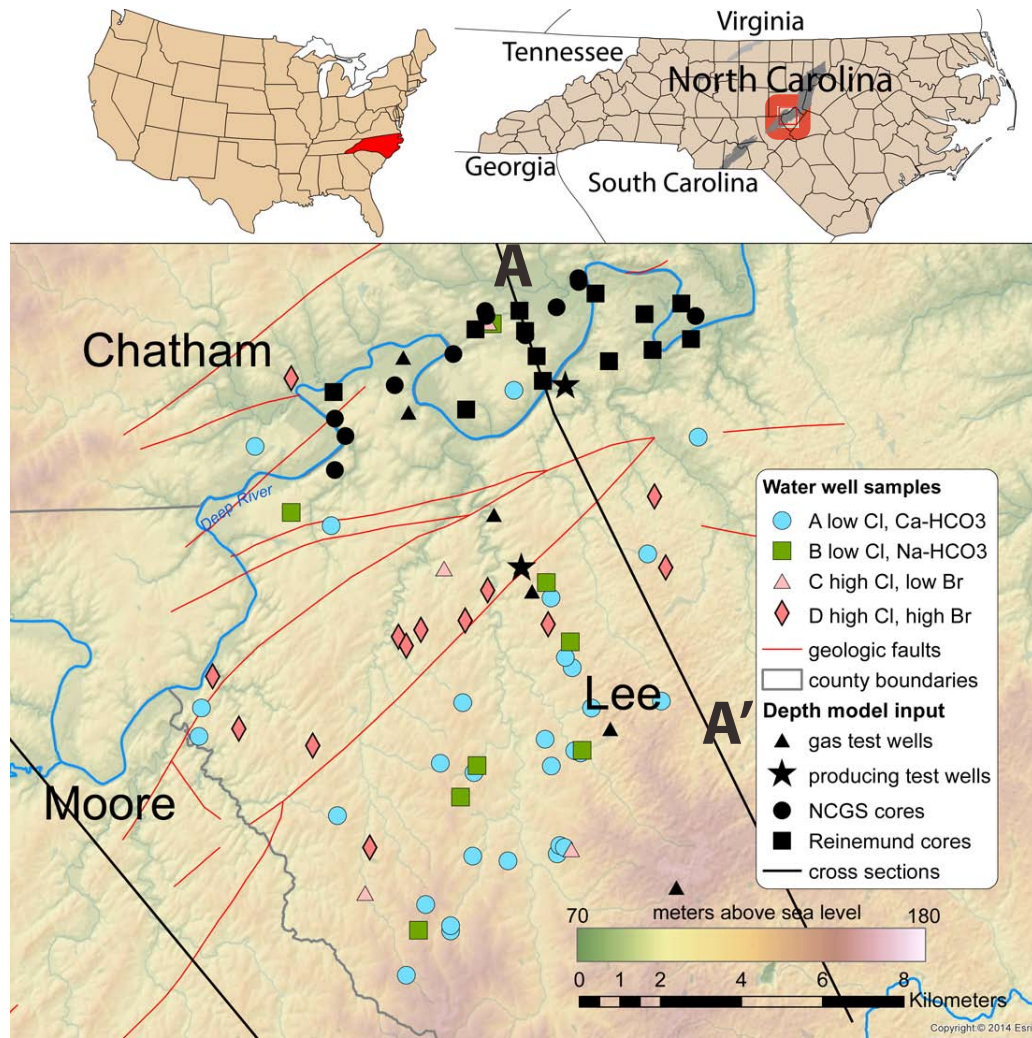 Virginia
Tennessee
North Carolina
Georgia
South Carolina
A
Chatham
Deep River
Water well samples
A low Cl, Ca-HCO3
B low Cl, Na-HCO3
C high Cl, low Br
D high Cl, high Br
geologic faults
county boundaries
Depth model input
gas test wells
producing test wells
NCGS cores
Reinemund cores
cross sections
Lee
A′
Moore
70 meters above sea level 180
0 1 2 4 6 8
Kilometers
Copyright:© 2014 Esri